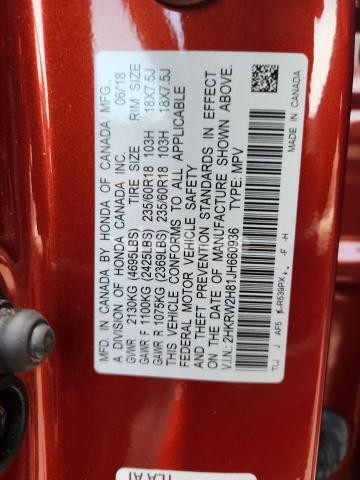 MFD. IN CANADA BY HONDA OF CANADA MFG.,
A DIVISION OF HONDA CANADA INC. 06/18
TIRE SIZE RIM SIZE
GVWR 2130KG (4695LBS)
GAWR F 1100KG (2425LBS) 235/60R18 103H 18X7.5J
GAWR R 1075KG (2369LBS) 235/60R18 103H 18X7.5J
THIS VEHICLE CONFORMS TO ALL APPLICABLE
FEDERAL MOTOR VEHICLE SAFETY
AND THEFT PREVENTION STANDARDS IN EFFECT
ON THE DATE OF MANUFACTURE SHOWN ABOVE.
V.I.N.: 2HKRW2H81JH660936 TYPE: MPV
TLJ J AF5 R539PX -F -H
MADE IN CANADA